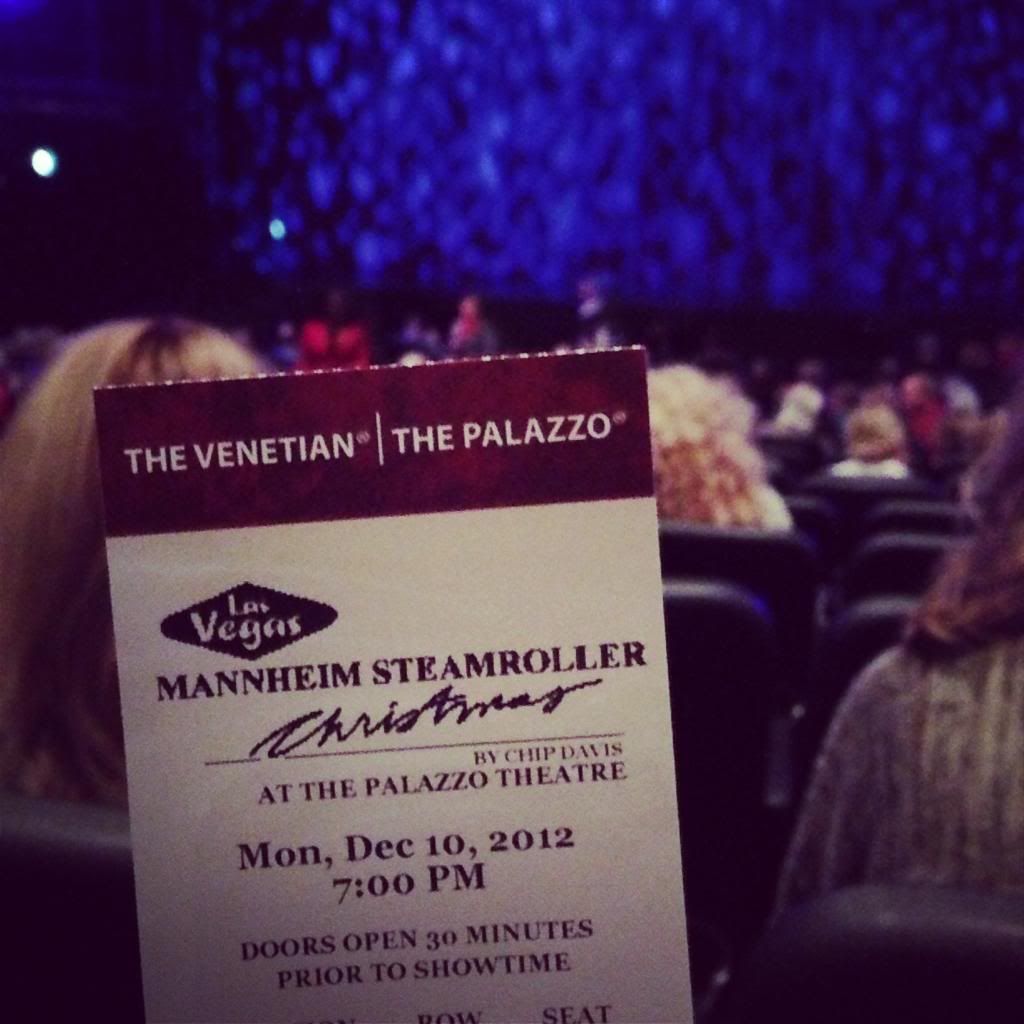 THE VENETIAN® | THE PALAZZO®
Las
Vegas
MANNHEIM STEAMROLLER
Christmas
BY CHIP DAVIS
AT THE PALAZZO THEATRE
Mon, Dec 10, 2012
7:00 PM
DOORS OPEN 30 MINUTES
PRIOR TO SHOWTIME
ROW SEAT